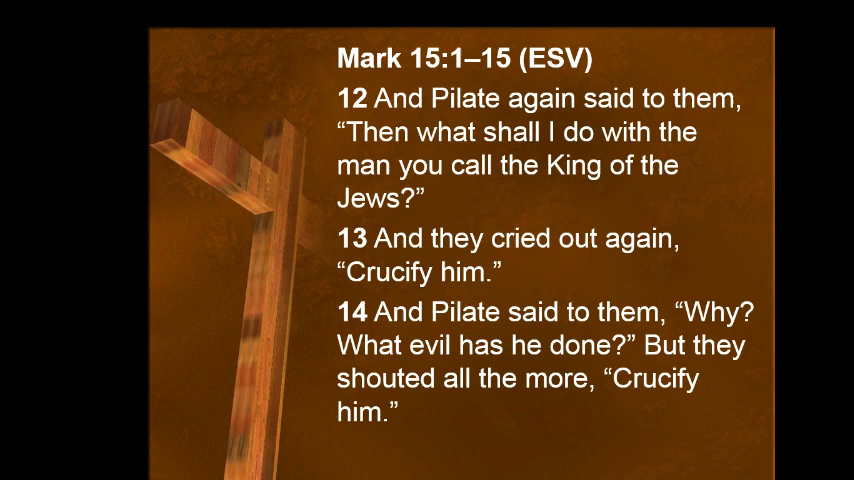 Mark 15:1–15 (ESV)
12 And Pilate again said to them,
“Then what shall I do with the
man you call the King of the
Jews?”
13 And they cried out again,
“Crucify him.”
14 And Pilate said to them, “Why?
What evil has he done?” But they
shouted all the more, “Crucify
him.”